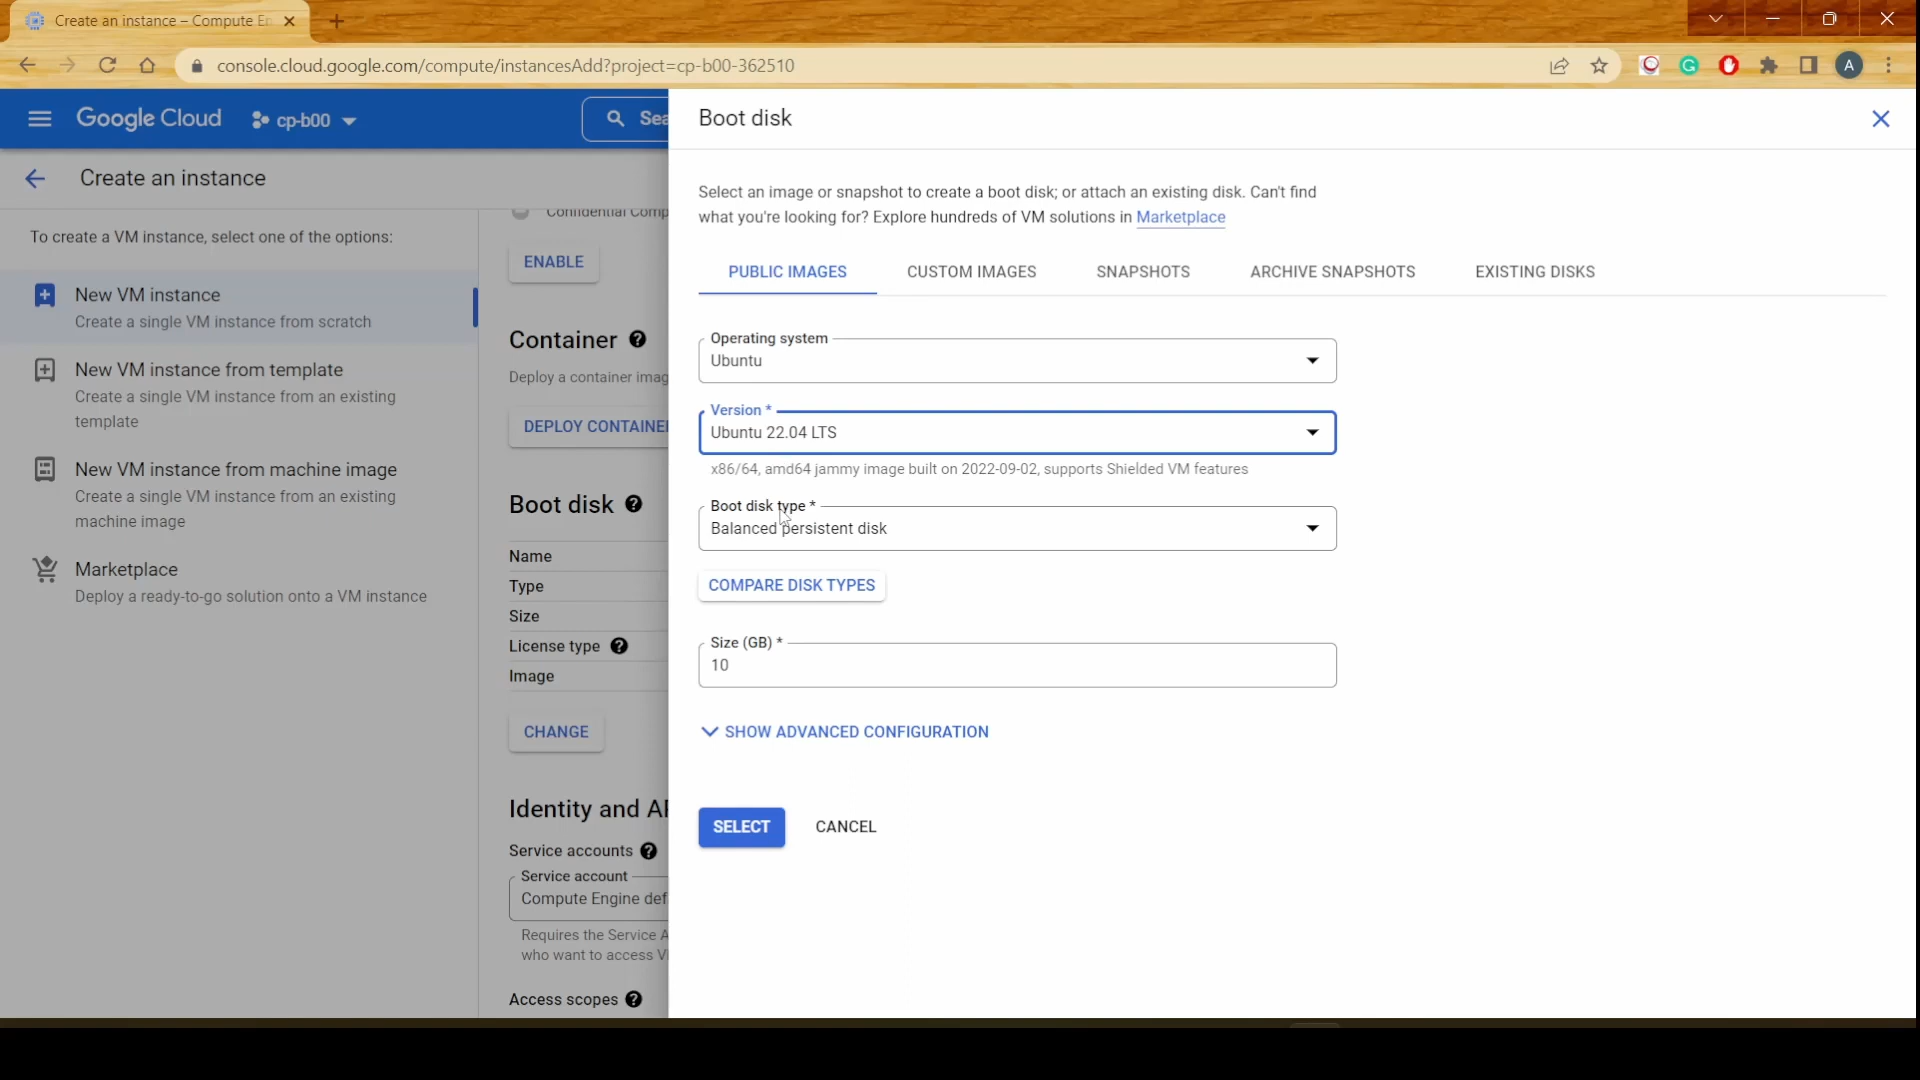 Create an instance – Compute En
console.cloud.google.com/compute/instancesAdd?project=cp-b00-362510
A
Google Cloud
cp-b00
Sea
Create an instance
To create a VM instance, select one of the options:
New VM instance
Create a single VM instance from scratch
New VM instance from template
Create a single VM instance from an existing
template
New VM instance from machine image
Create a single VM instance from an existing
machine image
Marketplace
Deploy a ready-to-go solution onto a VM instance
Confidential Comp
ENABLE
Container
Deploy a container imag
DEPLOY CONTAINE
Boot disk
Name
Type
Size
License type
Image
CHANGE
Identity and AP
Service accounts
Service account
Compute Engine def
Requires the Service A
who want to access V
Access scopes
Boot disk
Select an image or snapshot to create a boot disk; or attach an existing disk. Can't find
what you're looking for? Explore hundreds of VM solutions in Marketplace
PUBLIC IMAGES
CUSTOM IMAGES
SNAPSHOTS
ARCHIVE SNAPSHOTS
EXISTING DISKS
Operating system
Ubuntu
Version *
Ubuntu 22.04 LTS
x86/64, amd64 jammy image built on 2022-09-02, supports Shielded VM features
Boot disk type *
Balanced persistent disk
COMPARE DISK TYPES
Size (GB) *
10
SHOW ADVANCED CONFIGURATION
SELECT
CANCEL